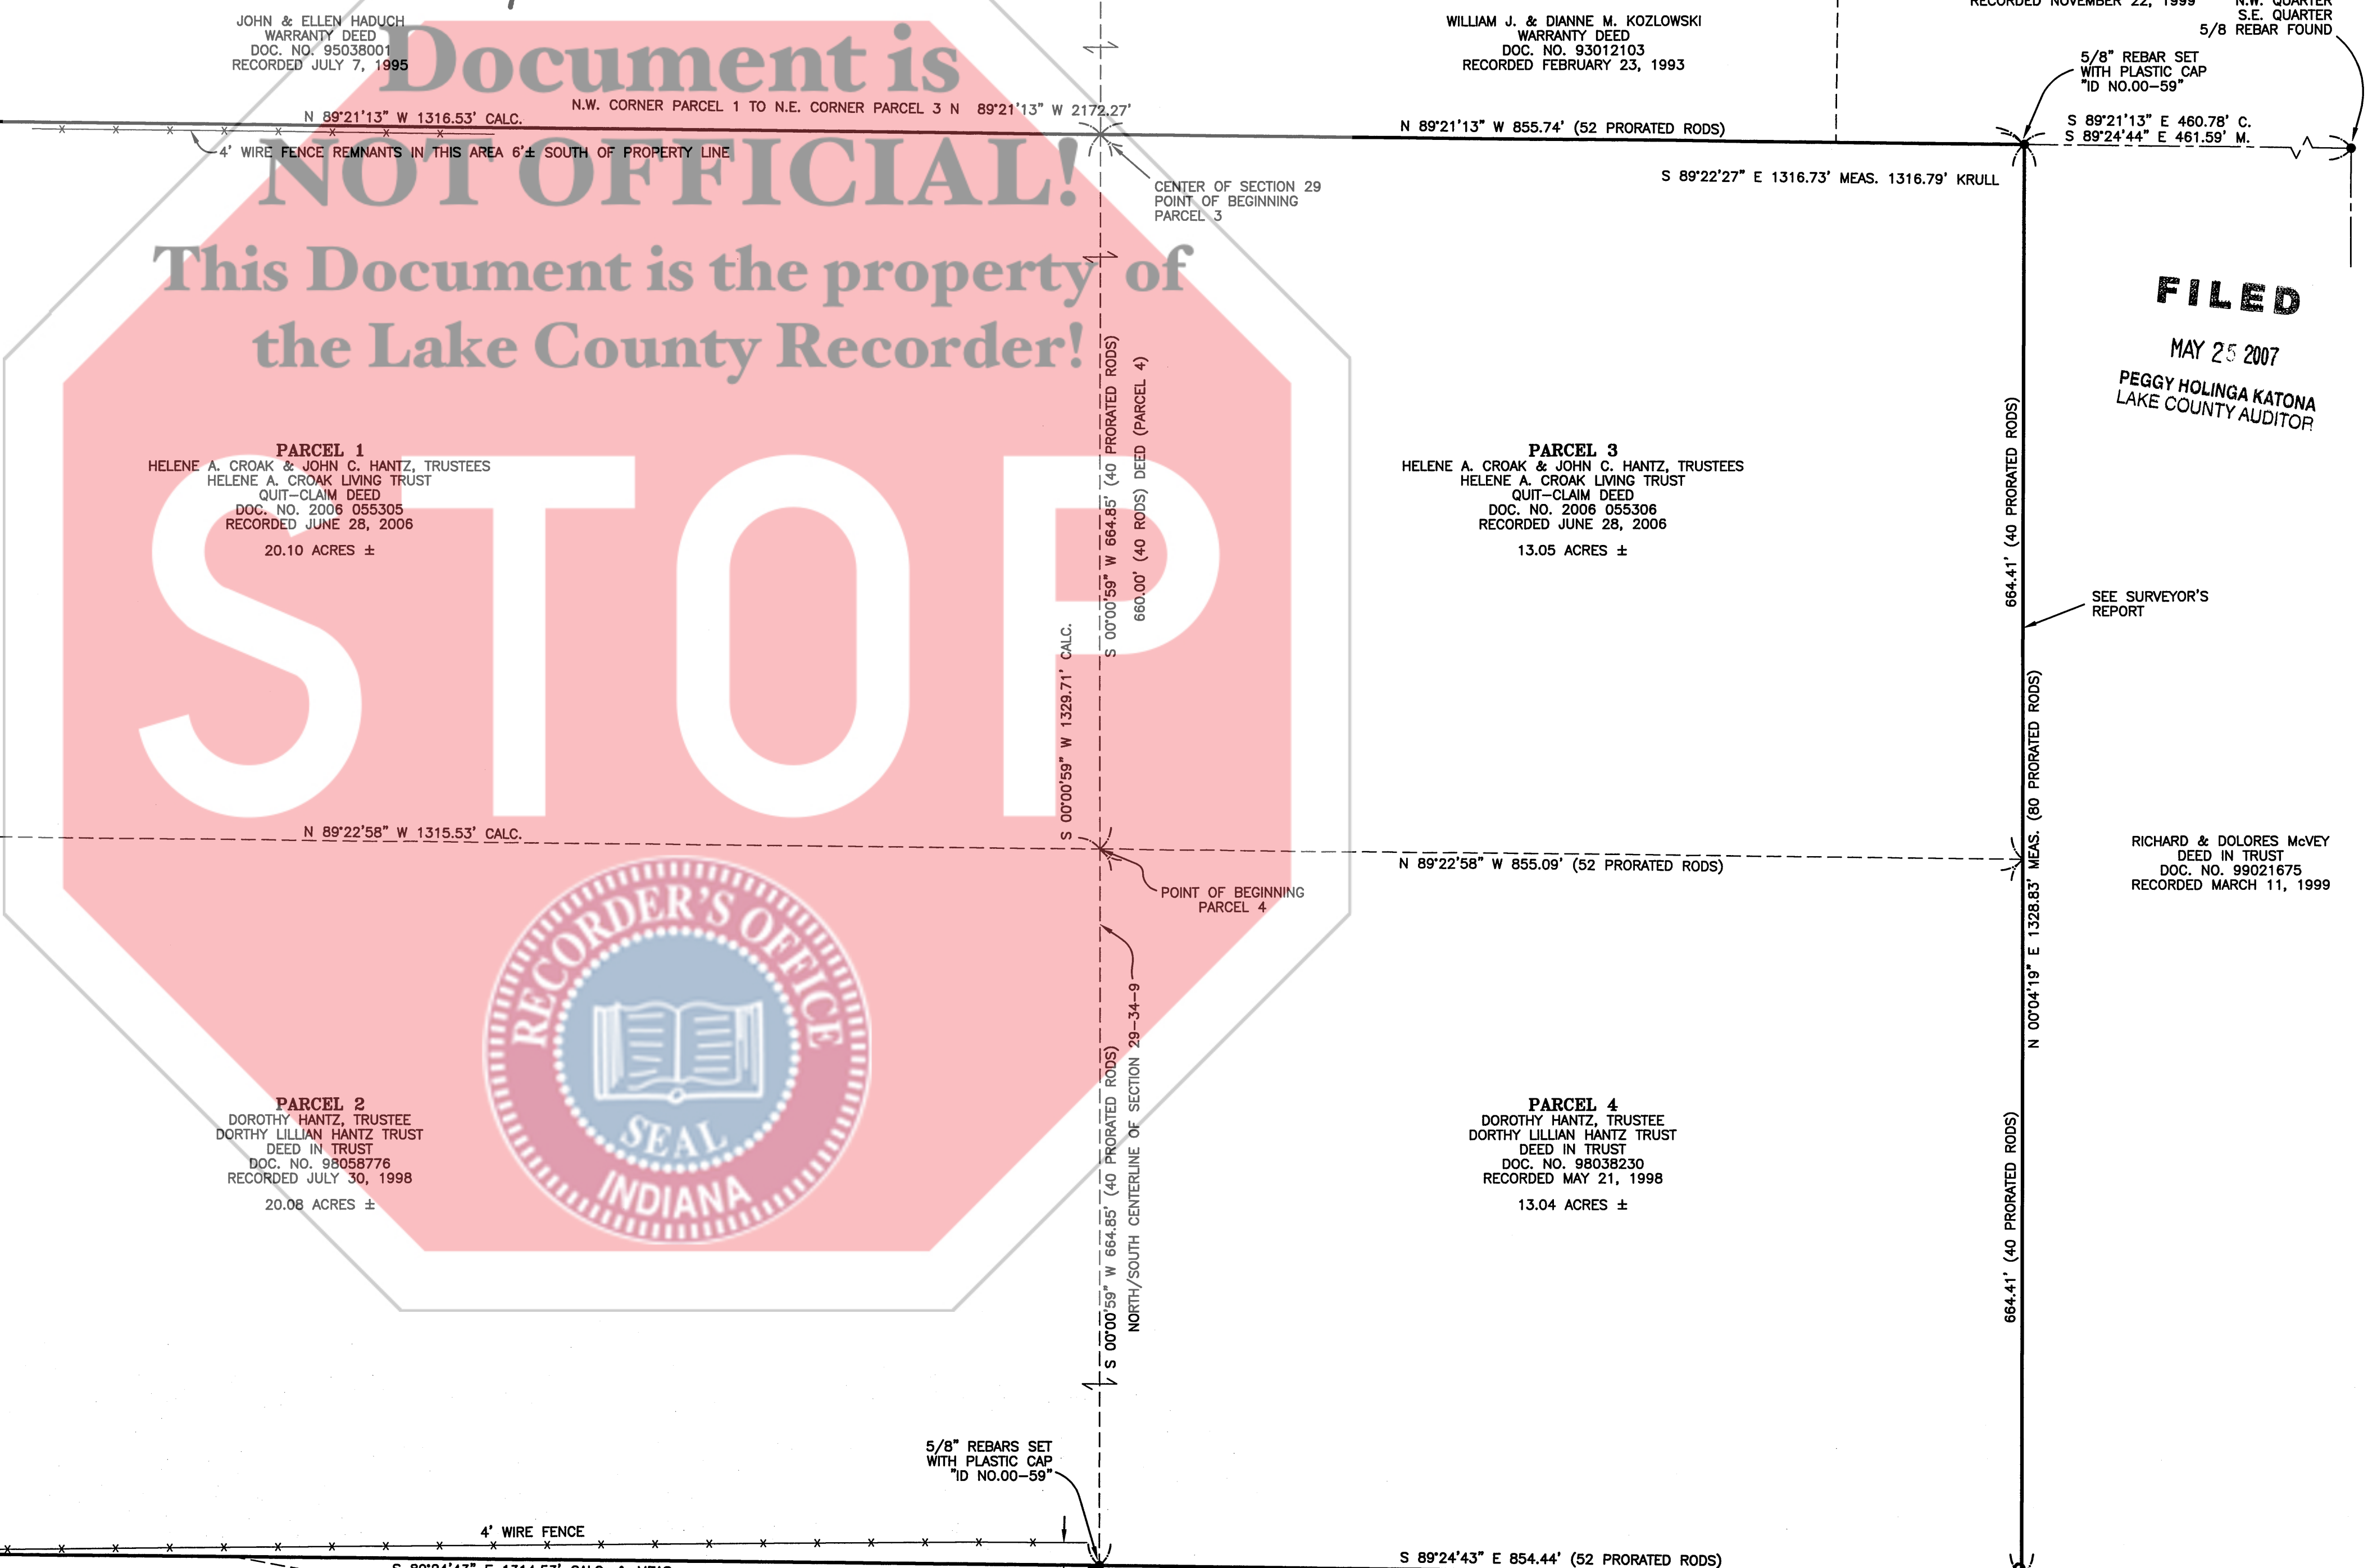 JOHN & ELLEN HADUCH
WARRANTY DEED
DOC. NO. 95038001
RECORDED JULY 7, 1995
WILLIAM J. & DIANNE M. KOZLOWSKI
WARRANTY DEED
DOC. NO. 93012103
RECORDED FEBRUARY 23, 1993
RECORDED NOVEMBER 22, 1999
N.W. QUARTER
S.E. QUARTER
5/8 REBAR FOUND
5/8" REBAR SET
WITH PLASTIC CAP
"ID NO.00-59"
Document is
NOT OFFICIAL!
This Document is the property of
the Lake County Recorder!
STOP
N.W. CORNER PARCEL 1 TO N.E. CORNER PARCEL 3 N 89°21'13" W 2172.27'
N 89°21'13" W 1316.53' CALC.
4' WIRE FENCE REMNANTS IN THIS AREA 6'± SOUTH OF PROPERTY LINE
N 89°21'13" W 855.74' (52 PRORATED RODS)
S 89°21'13" E 460.78' C.
S 89°24'44" E 461.59' M.
S 89°22'27" E 1316.73' MEAS. 1316.79' KRULL
CENTER OF SECTION 29
POINT OF BEGINNING
PARCEL 3
FILED
MAY 25 2007
PEGGY HOLINGA KATONA
LAKE COUNTY AUDITOR
PARCEL 1
HELENE A. CROAK & JOHN C. HANTZ, TRUSTEES
HELENE A. CROAK LIVING TRUST
QUIT-CLAIM DEED
DOC. NO. 2006 055305
RECORDED JUNE 28, 2006
20.10 ACRES ±
S 00°00'59" W 1329.71' CALC.
S 00°00'59" W 664.85' (40 PRORATED RODS)
660.00' (40 RODS) DEED (PARCEL 4)
PARCEL 3
HELENE A. CROAK & JOHN C. HANTZ, TRUSTEES
HELENE A. CROAK LIVING TRUST
QUIT-CLAIM DEED
DOC. NO. 2006 055306
RECORDED JUNE 28, 2006
13.05 ACRES ±
664.41' (40 PRORATED RODS)
SEE SURVEYOR'S
REPORT
N 00°04'19" E 1328.83' MEAS. (80 PRORATED RODS)
N 89°22'58" W 1315.53' CALC.
N 89°22'58" W 855.09' (52 PRORATED RODS)
RICHARD & DOLORES McVEY
DEED IN TRUST
DOC. NO. 99021675
RECORDED MARCH 11, 1999
POINT OF BEGINNING
PARCEL 4
RECORDER'S OFFICE
SEAL
INDIANA
PARCEL 2
DOROTHY HANTZ, TRUSTEE
DORTHY LILLIAN HANTZ TRUST
DEED IN TRUST
DOC. NO. 98058776
RECORDED JULY 30, 1998
20.08 ACRES ±
S 00°00'59" W 664.85' (40 PRORATED RODS)
NORTH/SOUTH CENTERLINE OF SECTION 29-34-9
PARCEL 4
DOROTHY HANTZ, TRUSTEE
DORTHY LILLIAN HANTZ TRUST
DEED IN TRUST
DOC. NO. 98038230
RECORDED MAY 21, 1998
13.04 ACRES ±
664.41' (40 PRORATED RODS)
5/8" REBARS SET
WITH PLASTIC CAP
"ID NO.00-59"
4' WIRE FENCE
S 89°24'43" E 854.44' (52 PRORATED RODS)